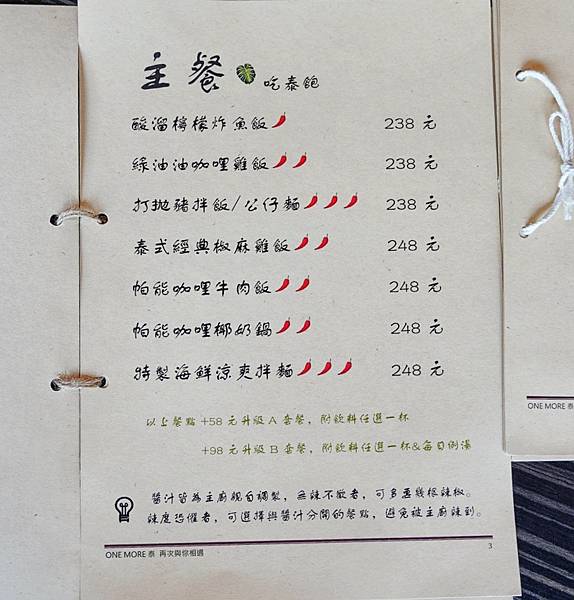 主餐 吃泰飽
酸溜檸檬炸魚飯 238 元
綠油油咖哩雞飯 238 元
打拋豬拌飯/公仔麵 238 元
泰式經典椒麻雞飯 248 元
帕能咖哩牛肉飯 248 元
帕能咖哩椰奶鍋 248 元
特製海鮮涼爽拌麵 248 元
以上餐點 +58 元升級 A 套餐，附飲料任選一杯
+98 元升級 B 套餐，附飲料任選一杯&每日例湯
醬汁皆為主廚親自調製，無辣不歡者，可多要幾根辣椒。
辣度恐懼者，可選擇與醬汁分開的餐點，避免被主廚辣到。
ONE MORE 泰 再次與你相遇 3
ONE MORE 泰